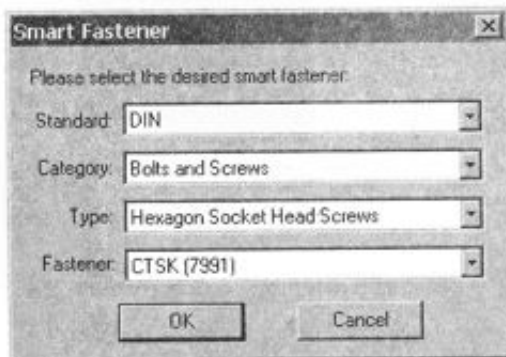 Smart Fastener
Please select the desired smart fastener:
Standard: DIN
Category: Bolts and Screws
Type: Hexagon Socket Head Screws
Fastener: CTSK (7991)
OK Cancel